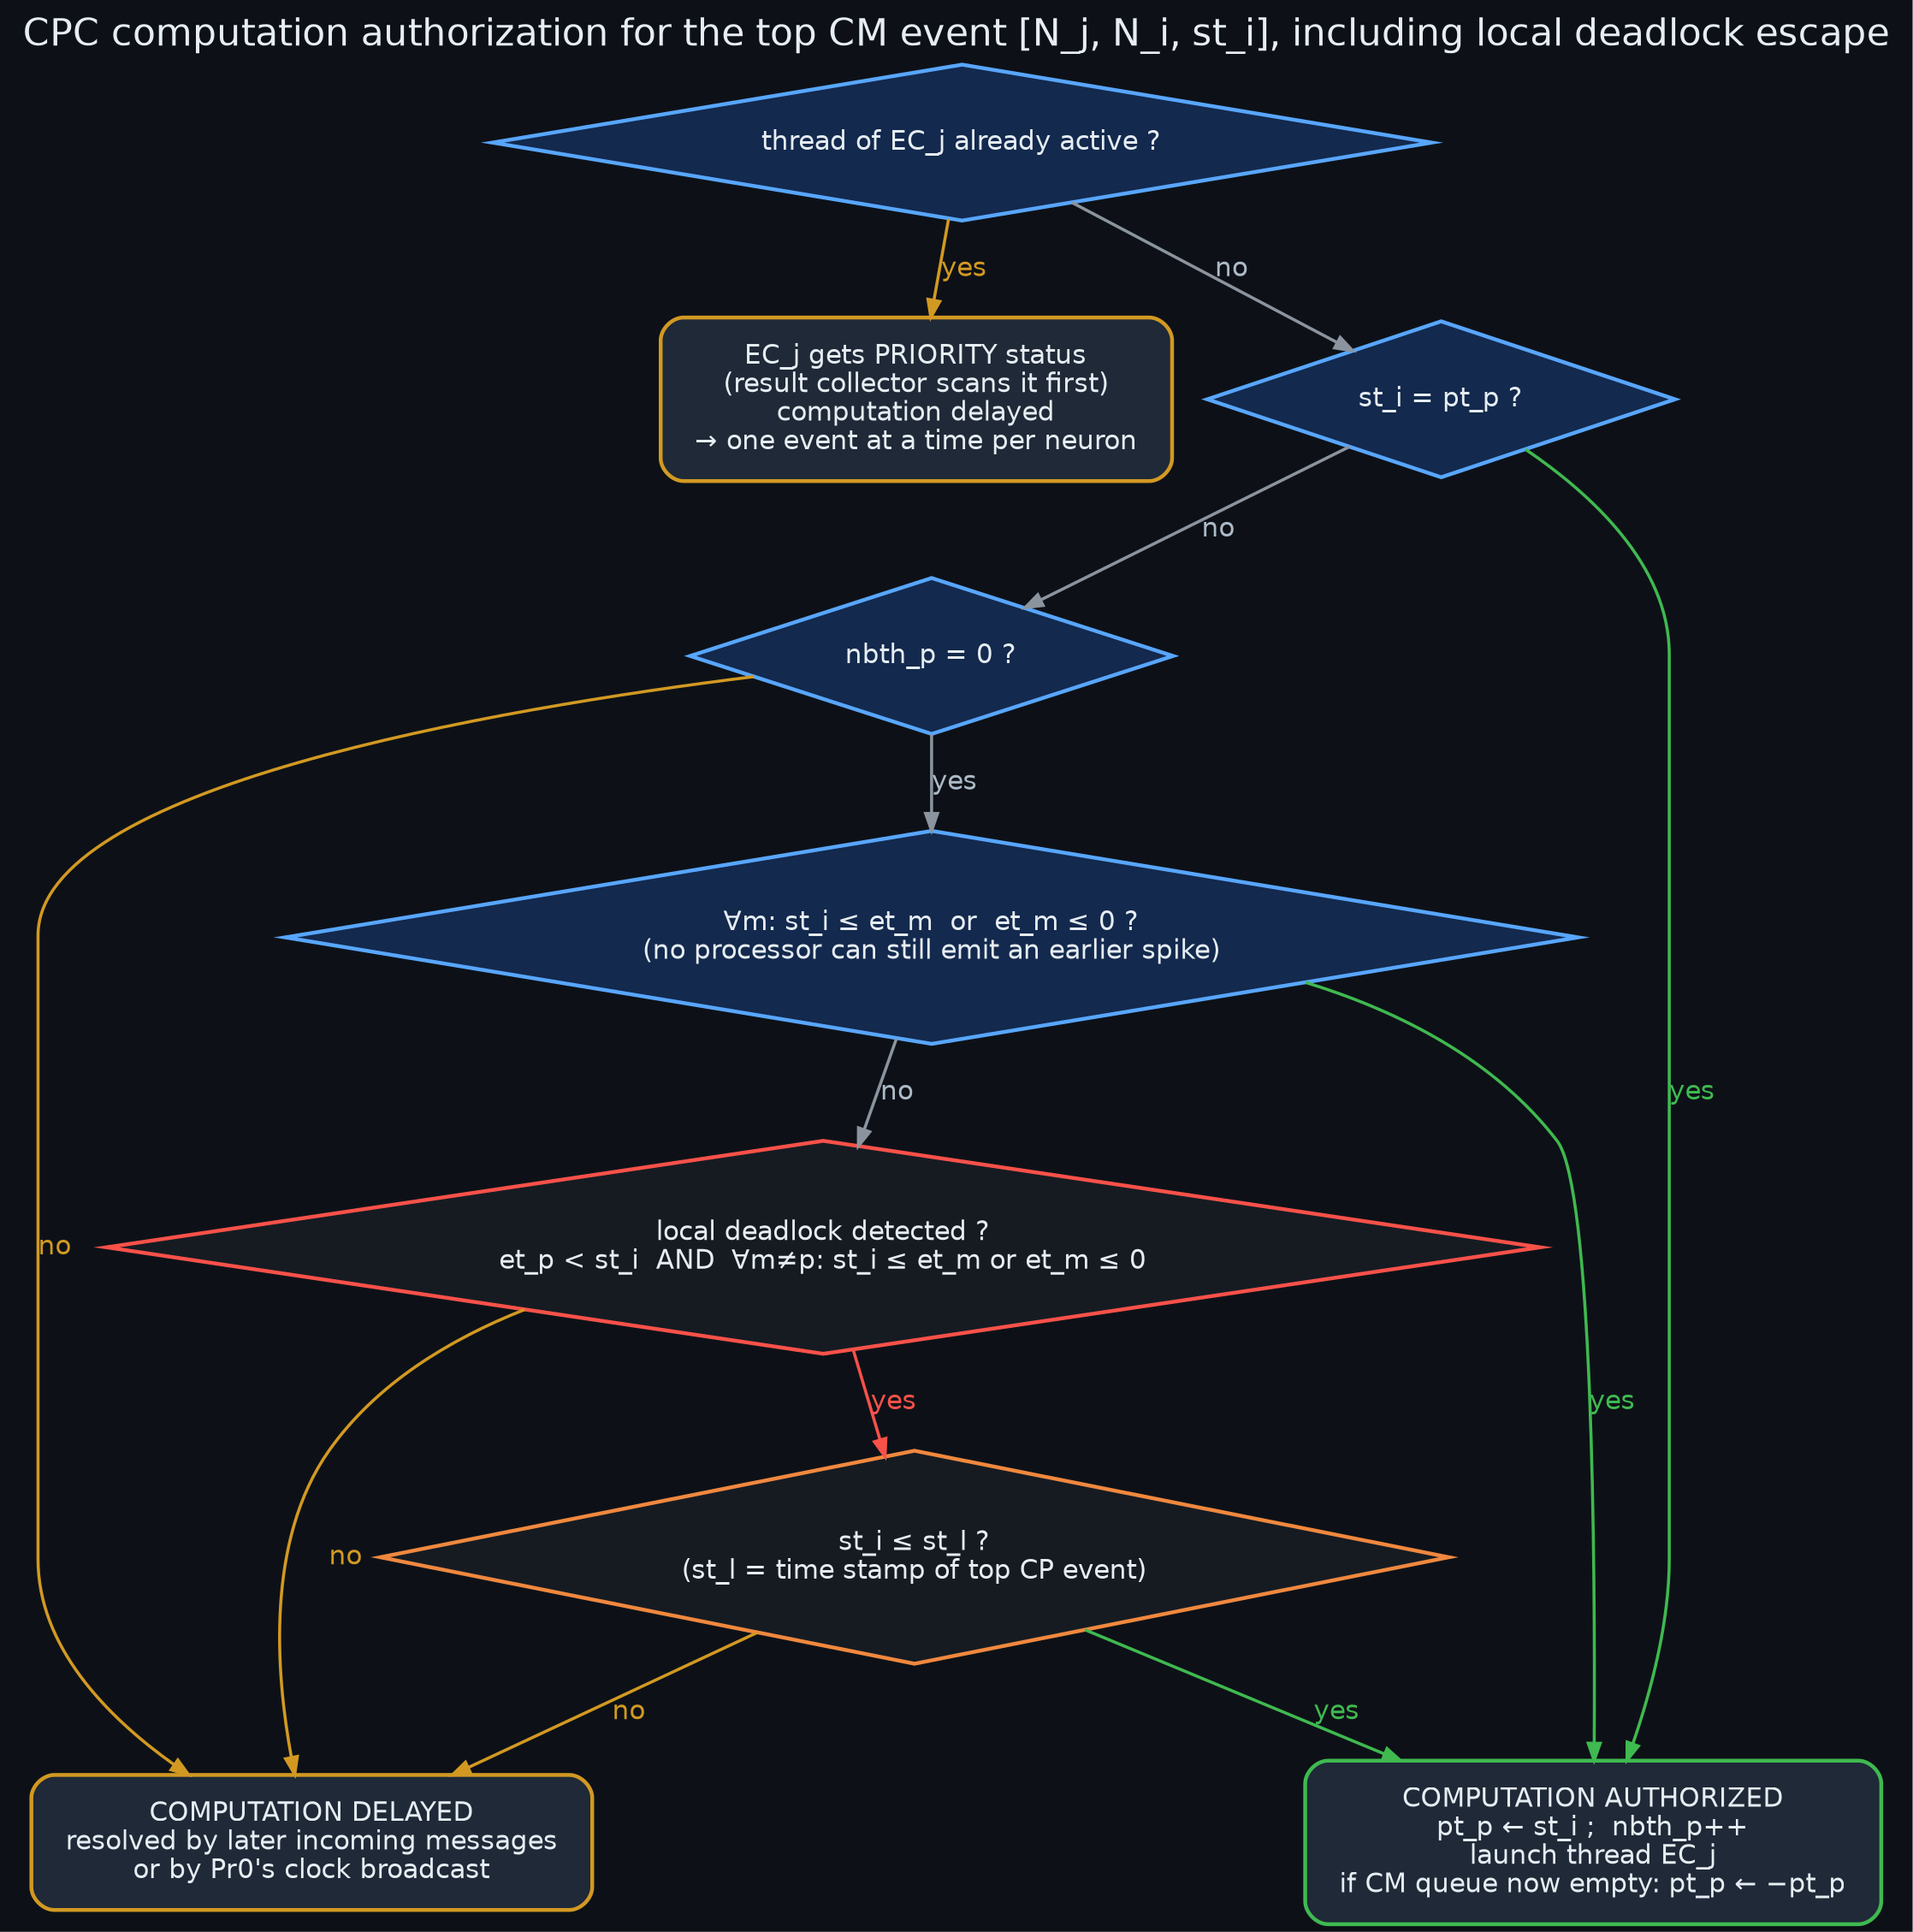 CPC computation authorization for the top CM event [N_j, N_i, st_i], including local deadlock escape
thread of EC_j already active ?
yes
no
EC_j gets PRIORITY status
(result collector scans it first)
computation delayed
→ one event at a time per neuron
st_i = pt_p ?
no
nbth_p = 0 ?
yes
∀m: st_i ≤ et_m  or  et_m ≤ 0 ?
(no processor can still emit an earlier spike)
no
yes
local deadlock detected ?
et_p < st_i  AND  ∀m≠p: st_i ≤ et_m or et_m ≤ 0
no
yes
yes
st_i ≤ st_l ?
(st_l = time stamp of top CP event)
no
no
yes
COMPUTATION DELAYED
resolved by later incoming messages
or by Pr0's clock broadcast
COMPUTATION AUTHORIZED
pt_p ← st_i ;  nbth_p++
launch thread EC_j
if CM queue now empty: pt_p ← −pt_p